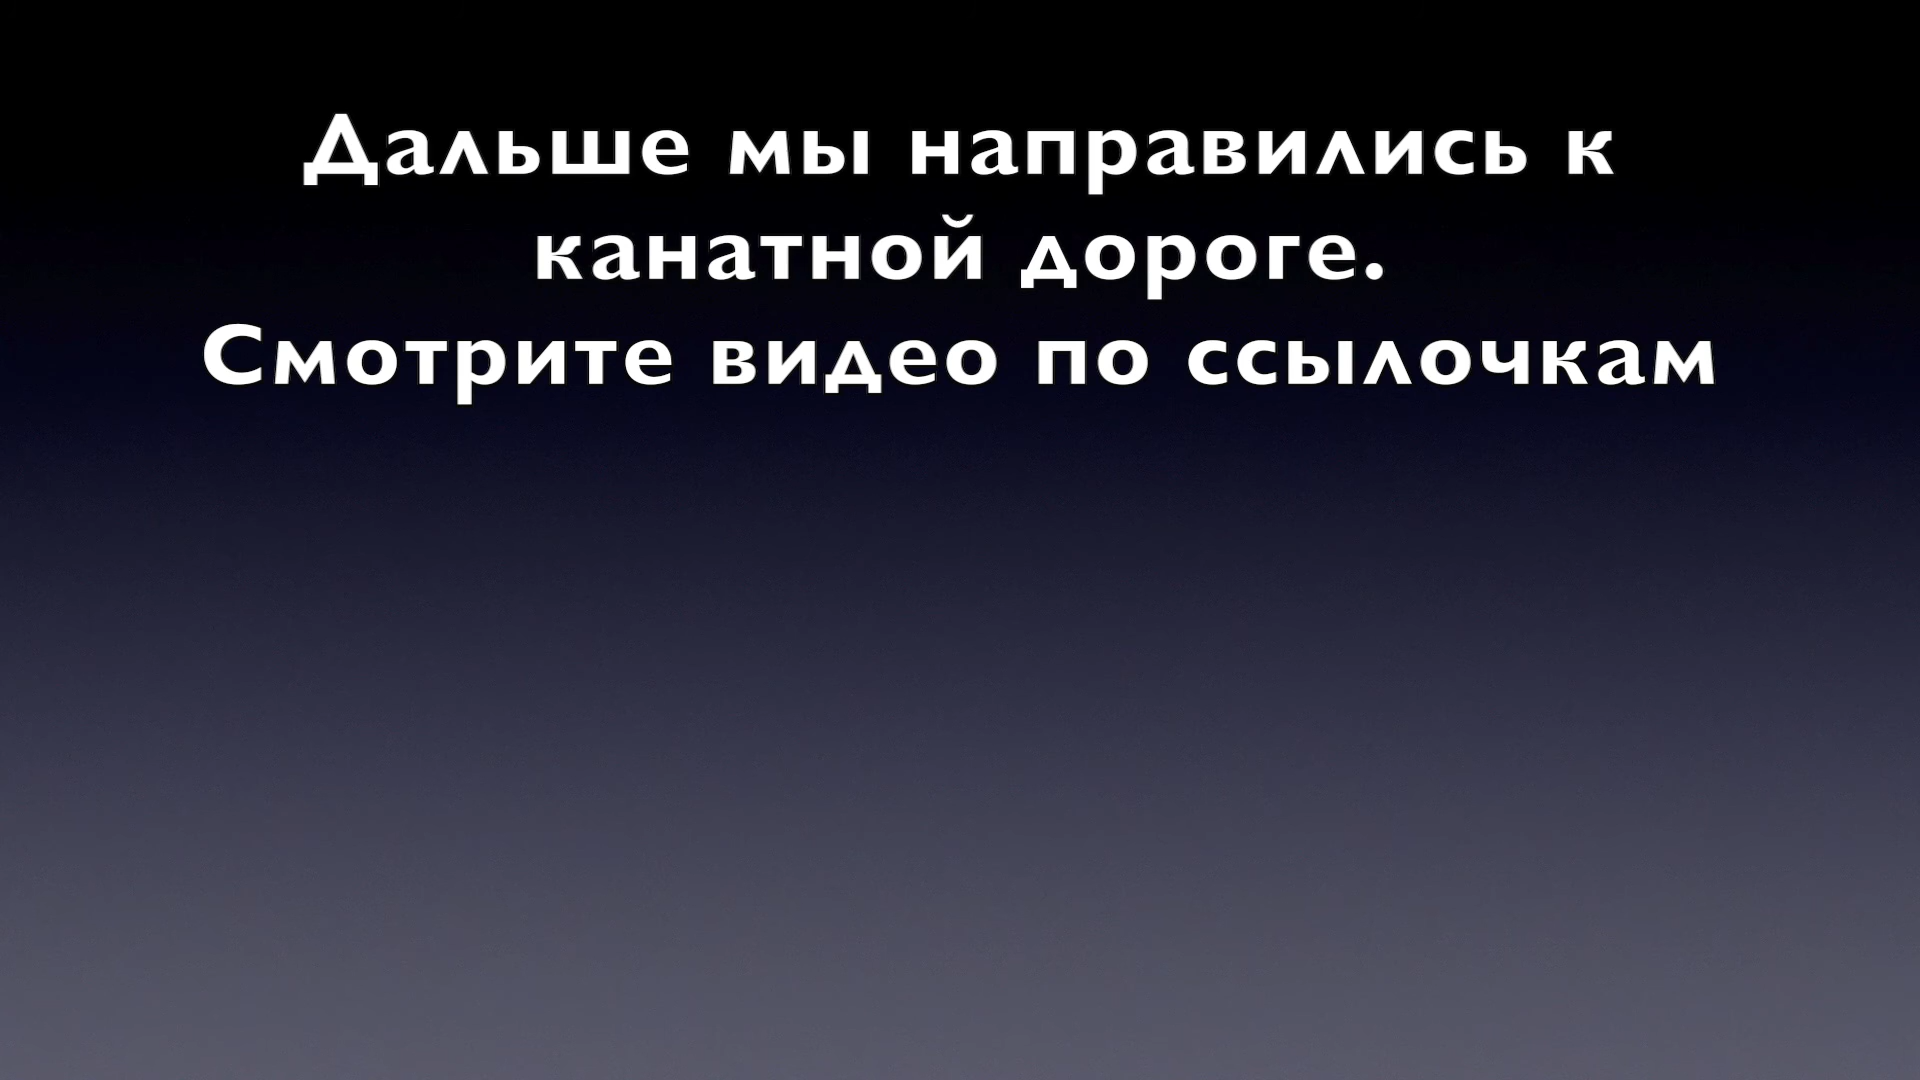 Дальше мы направились к
канатной дороге.
Смотрите видео по ссылочкам